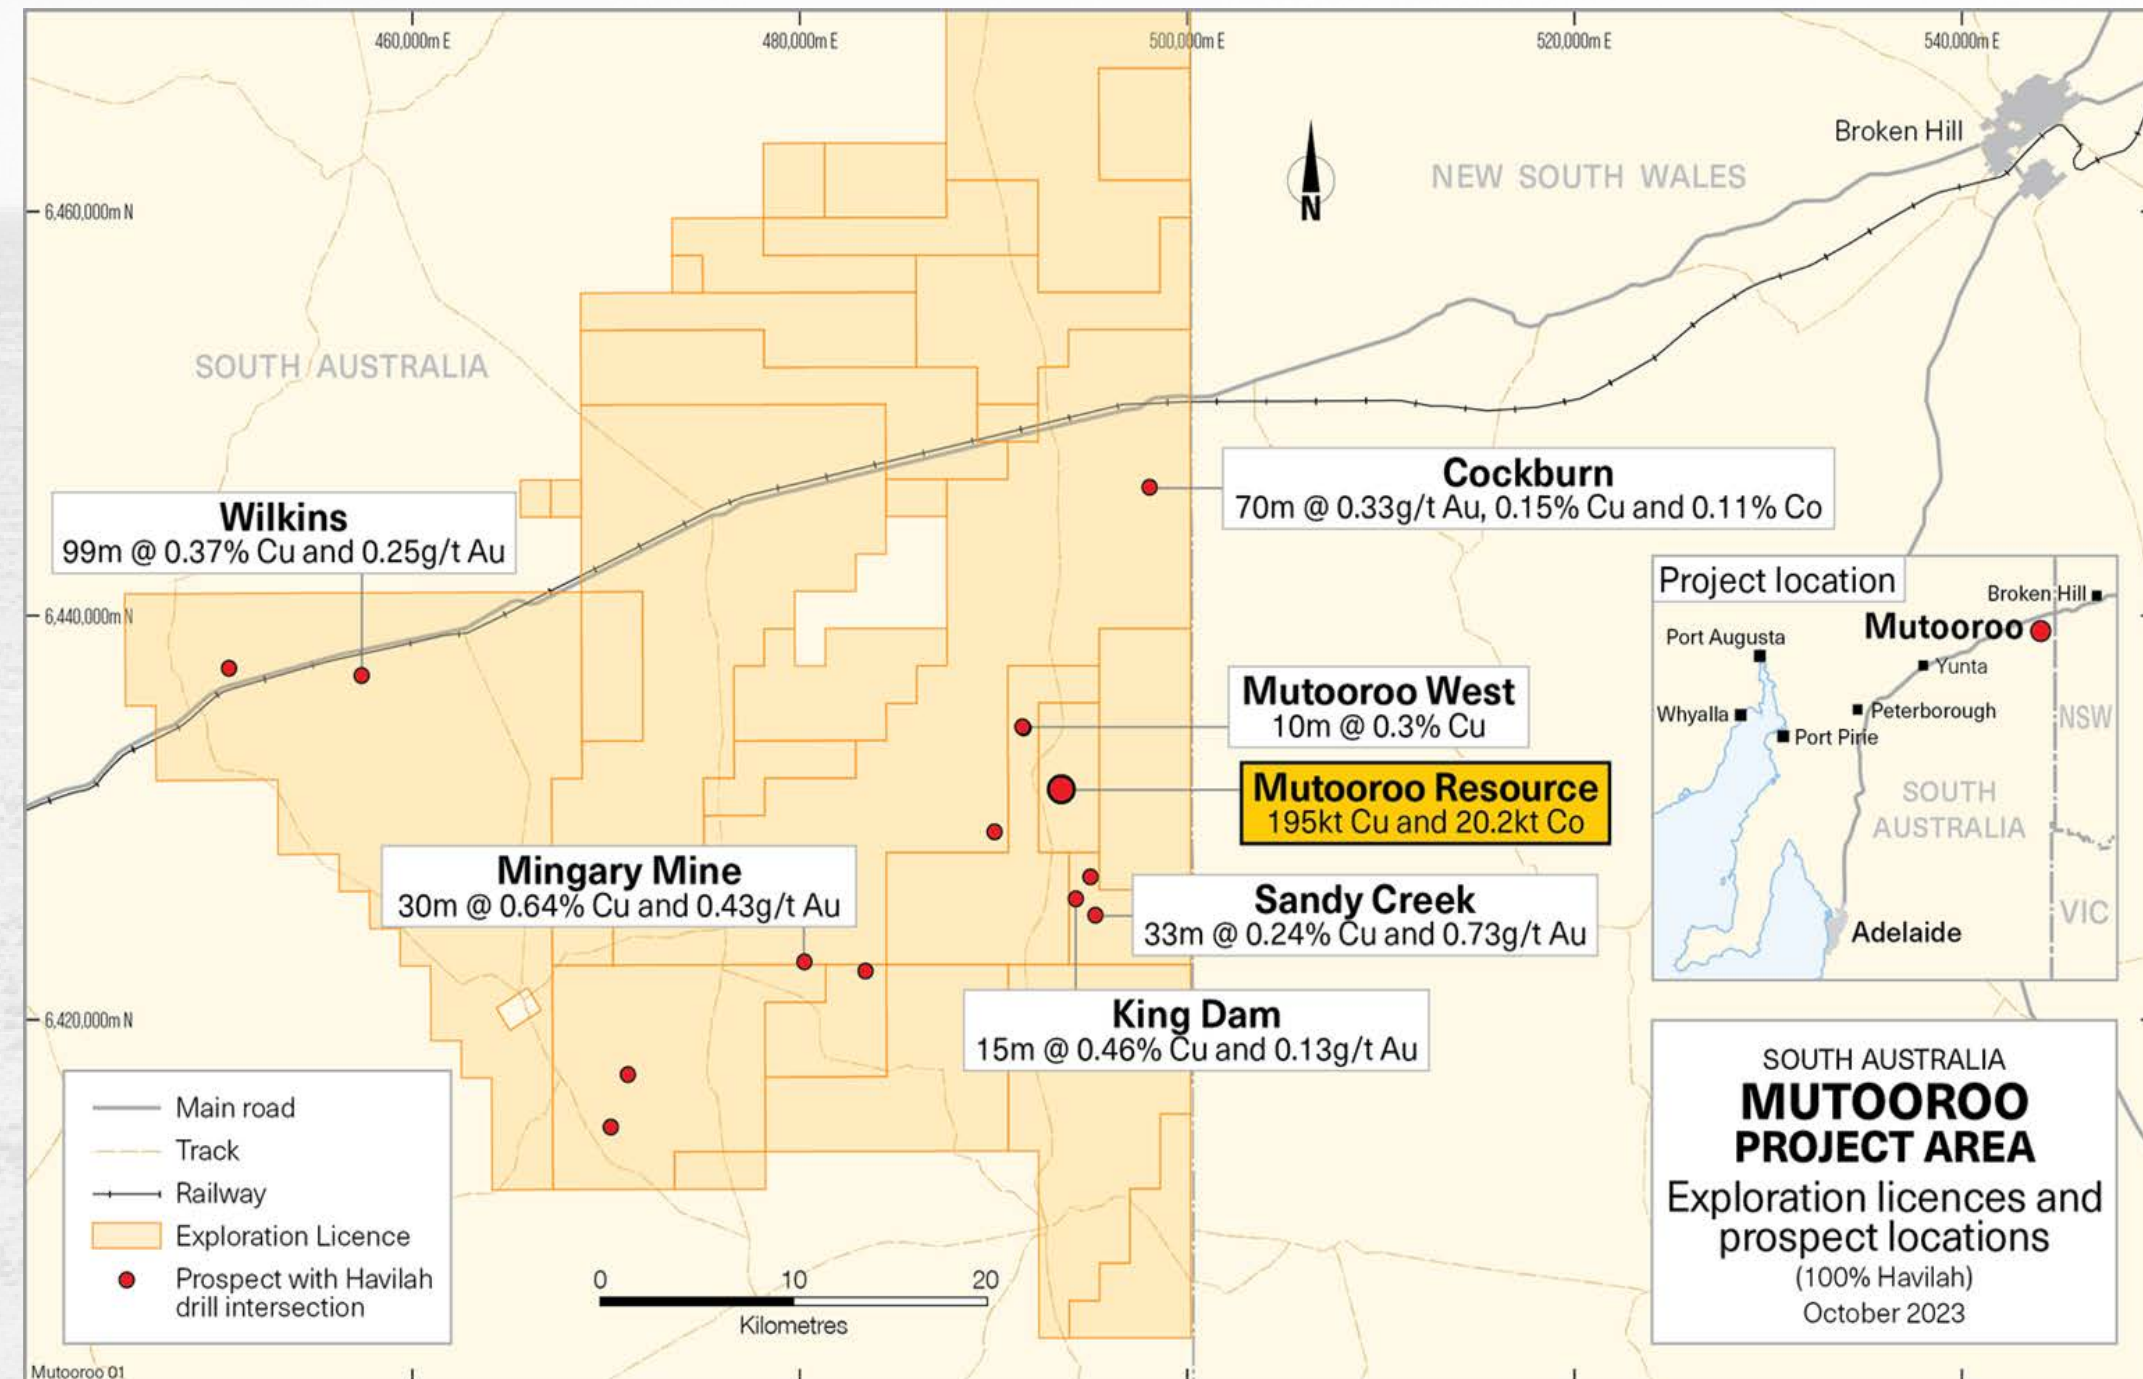 460,000m E
480,000m E
500,000m E
520,000m E
540,000m E
Broken Hill
NEW SOUTH WALES
6,460,000m N
N
SOUTH AUSTRALIA
Cockburn
70m @ 0.33g/t Au, 0.15% Cu and 0.11% Co
Wilkins
99m @ 0.37% Cu and 0.25g/t Au
6,440,000m N
Project location
Broken Hill
Mutooroo
Port Augusta
Yunta
Whyalla
Peterborough
NSW
Port Pirie
SOUTH
AUSTRALIA
VIC
Adelaide
Mutooroo West
10m @ 0.3% Cu
Mutooroo Resource
195kt Cu and 20.2kt Co
Mingary Mine
30m @ 0.64% Cu and 0.43g/t Au
Sandy Creek
33m @ 0.24% Cu and 0.73g/t Au
King Dam
15m @ 0.46% Cu and 0.13g/t Au
6,420,000m N
Main road
Track
Railway
Exploration Licence
Prospect with Havilah
drill intersection
0 10 20
Kilometres
SOUTH AUSTRALIA
MUTOOROO
PROJECT AREA
Exploration licences and
prospect locations
(100% Havilah)
October 2023
Mutooroo 01